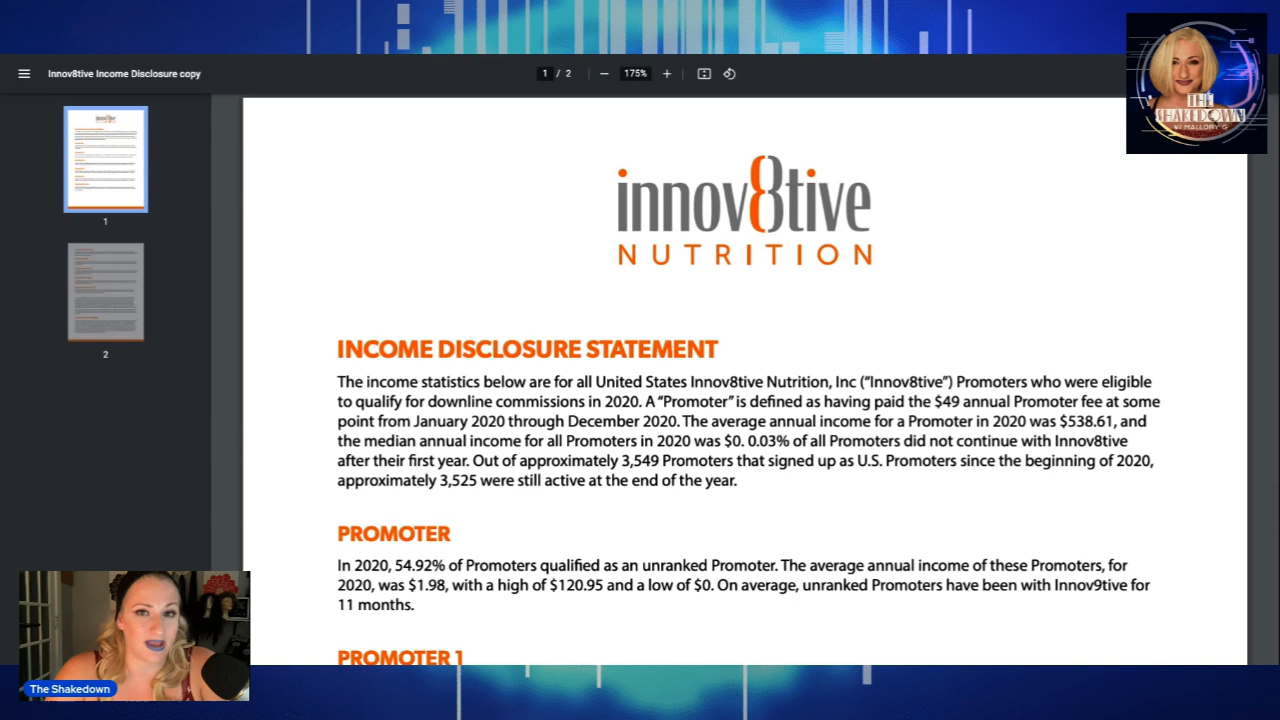 Innov8tive Income Disclosure copy
1 / 2
175%
THE
SHAKEDOWN
W/ MALLORY G
1
2
innov8tive
NUTRITION
INCOME DISCLOSURE STATEMENT
The income statistics below are for all United States Innov8tive Nutrition, Inc (“Innov8tive”) Promoters who were eligible
to qualify for downline commissions in 2020. A “Promoter” is defined as having paid the $49 annual Promoter fee at some
point from January 2020 through December 2020. The average annual income for a Promoter in 2020 was $538.61, and
the median annual income for all Promoters in 2020 was $0. 0.03% of all Promoters did not continue with Innov8tive
after their first year. Out of approximately 3,549 Promoters that signed up as U.S. Promoters since the beginning of 2020,
approximately 3,525 were still active at the end of the year.
PROMOTER
In 2020, 54.92% of Promoters qualified as an unranked Promoter. The average annual income of these Promoters, for
2020, was $1.98, with a high of $120.95 and a low of $0. On average, unranked Promoters have been with Innov9tive for
11 months.
PROMOTER 1
The Shakedown